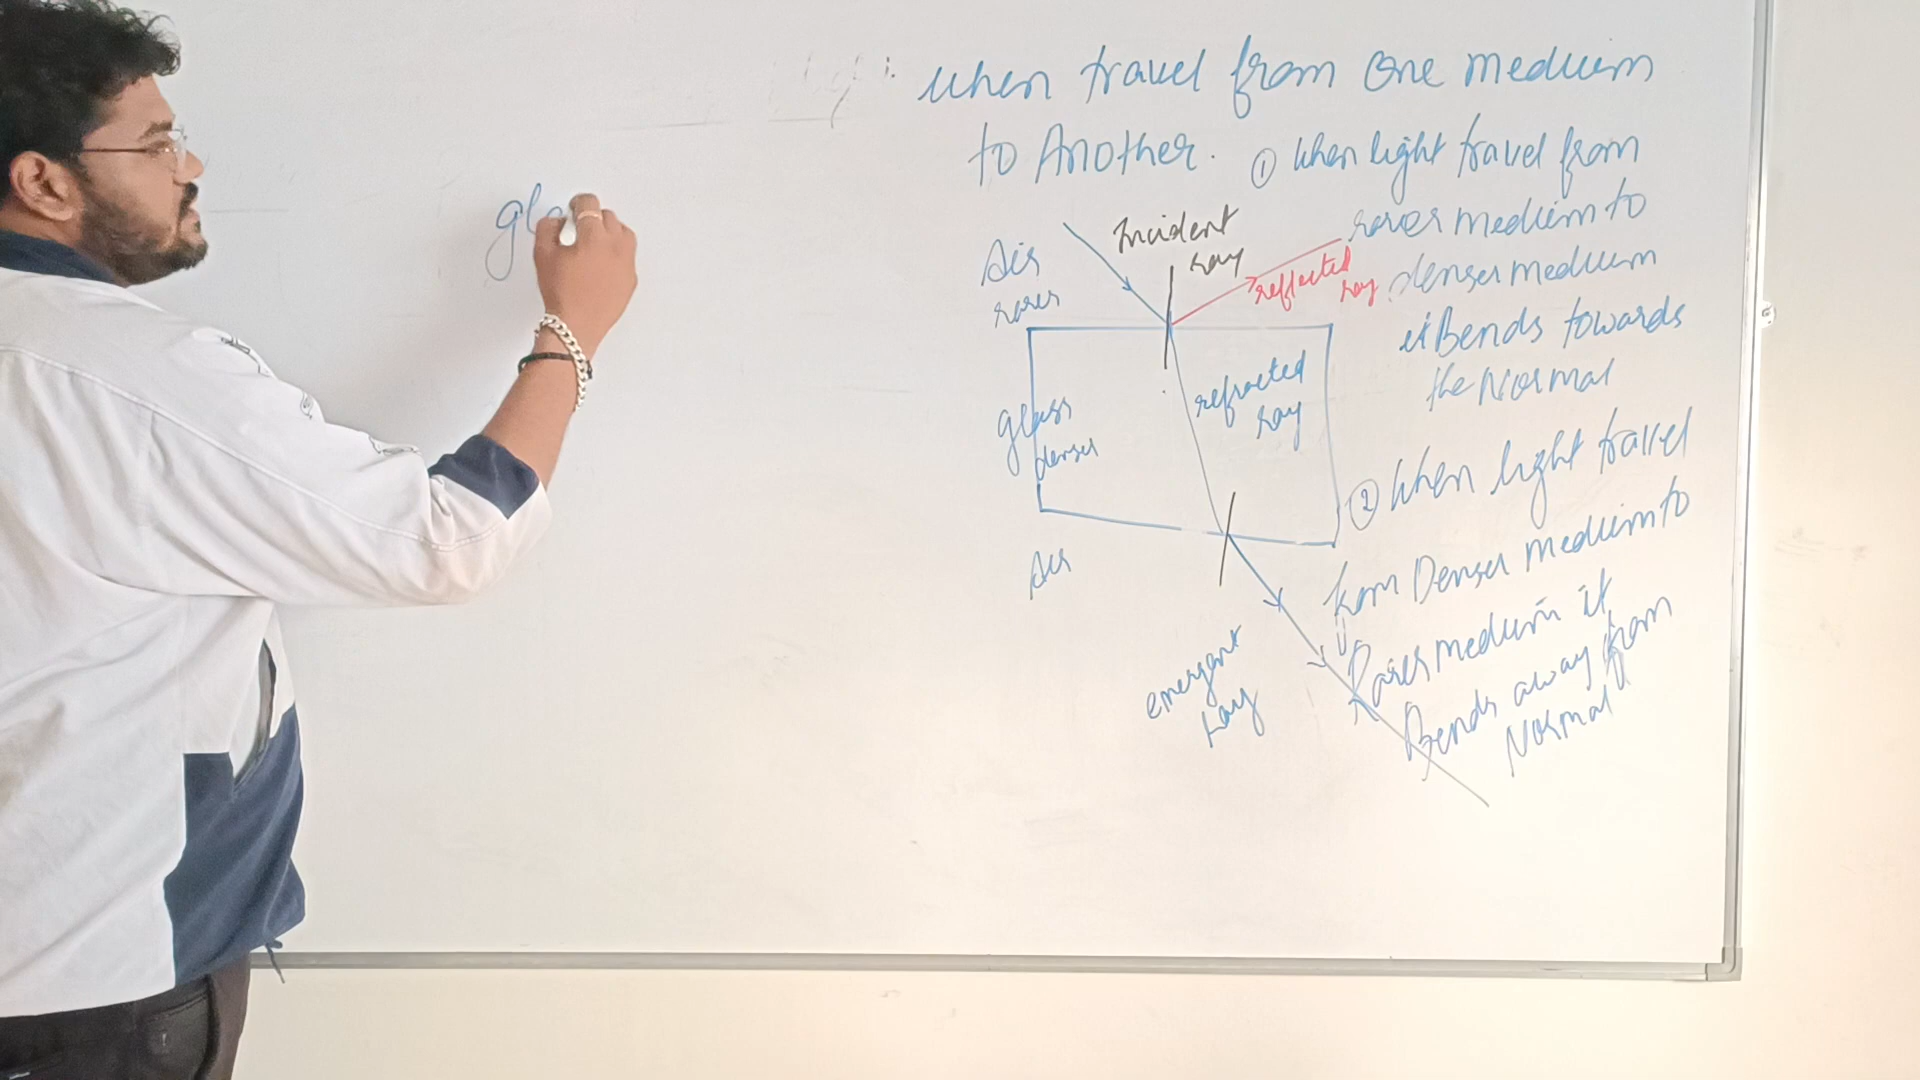 when travel from one medium
to Another.
① When light travel from
rarer medium to
denser medium
it Bends towards
the Normal
② When light travel
from Denser medium to
Rarer medium it
Bends away from
Normal
Air
rarer
Incident
ray
reflected
ray
glass
denser
refracted
ray
Air
emergent
ray
gla